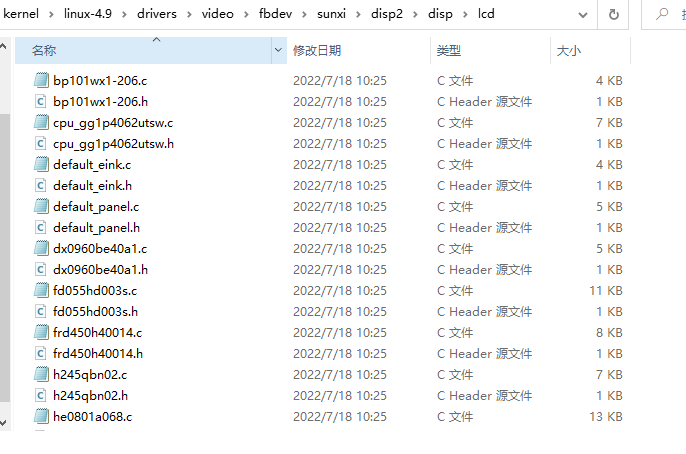 kernel > linux-4.9 > drivers > video > fbdev > sunxi > disp2 > disp > lcd
名称 修改日期 类型 大小
bp101wx1-206.c 2022/7/18 10:25 C 文件 4 KB
bp101wx1-206.h 2022/7/18 10:25 C Header 源文件 1 KB
cpu_gg1p4062utsw.c 2022/7/18 10:25 C 文件 7 KB
cpu_gg1p4062utsw.h 2022/7/18 10:25 C Header 源文件 1 KB
default_eink.c 2022/7/18 10:25 C 文件 4 KB
default_eink.h 2022/7/18 10:25 C Header 源文件 1 KB
default_panel.c 2022/7/18 10:25 C 文件 5 KB
default_panel.h 2022/7/18 10:25 C Header 源文件 1 KB
dx0960be40a1.c 2022/7/18 10:25 C 文件 5 KB
dx0960be40a1.h 2022/7/18 10:25 C Header 源文件 1 KB
fd055hd003s.c 2022/7/18 10:25 C 文件 11 KB
fd055hd003s.h 2022/7/18 10:25 C Header 源文件 1 KB
frd450h40014.c 2022/7/18 10:25 C 文件 8 KB
frd450h40014.h 2022/7/18 10:25 C Header 源文件 1 KB
h245qbn02.c 2022/7/18 10:25 C 文件 7 KB
h245qbn02.h 2022/7/18 10:25 C Header 源文件 1 KB
he0801a068.c 2022/7/18 10:25 C 文件 13 KB